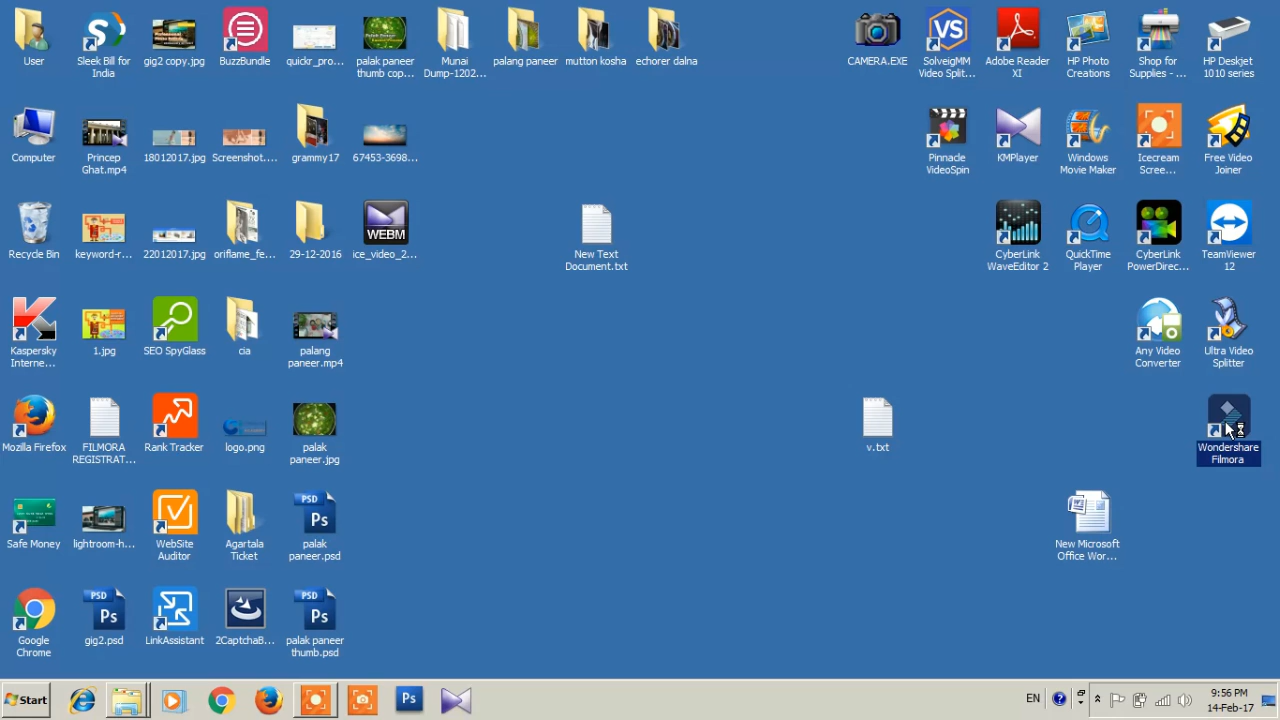 User
Sleek Bill for
India
gig2 copy.jpg
BuzzBundle
quickr_pro...
palak paneer
thumb cop...
Munai
Dump-1202...
palang paneer
mutton kosha
echorer dalna
CAMERA.EXE
SolveigMM
Video Split...
Adobe Reader
XI
HP Photo
Creations
Shop for
Supplies - ...
HP Deskjet
1010 series
Computer
Princep
Ghat.mp4
18012017.jpg
Screenshot....
grammy17
67453-3698...
Pinnacle
VideoSpin
KMPlayer
Windows
Movie Maker
Icecream
Scree...
Free Video
Joiner
Recycle Bin
keyword-r...
22012017.jpg
oriflame_fe...
29-12-2016
WEBM
ice_video_2...
New Text
Document.txt
CyberLink
WaveEditor 2
QuickTime
Player
CyberLink
PowerDirec...
TeamViewer
12
Kaspersky
Interne...
1.jpg
SEO SpyGlass
cia
palang
paneer.mp4
Any Video
Converter
Ultra Video
Splitter
Mozilla Firefox
FILMORA
REGISTRAT...
Rank Tracker
logo.png
palak
paneer.jpg
v.txt
Wondershare
Filmora
Safe Money
lightroom-h...
WebSite
Auditor
Agartala
Ticket
PSD
Ps
palak
paneer.psd
New Microsoft
Office Wor...
Google
Chrome
PSD
Ps
gig2.psd
LinkAssistant
2CaptchaB...
PSD
Ps
palak paneer
thumb.psd
Start
Ps
EN
9:56 PM
14-Feb-17